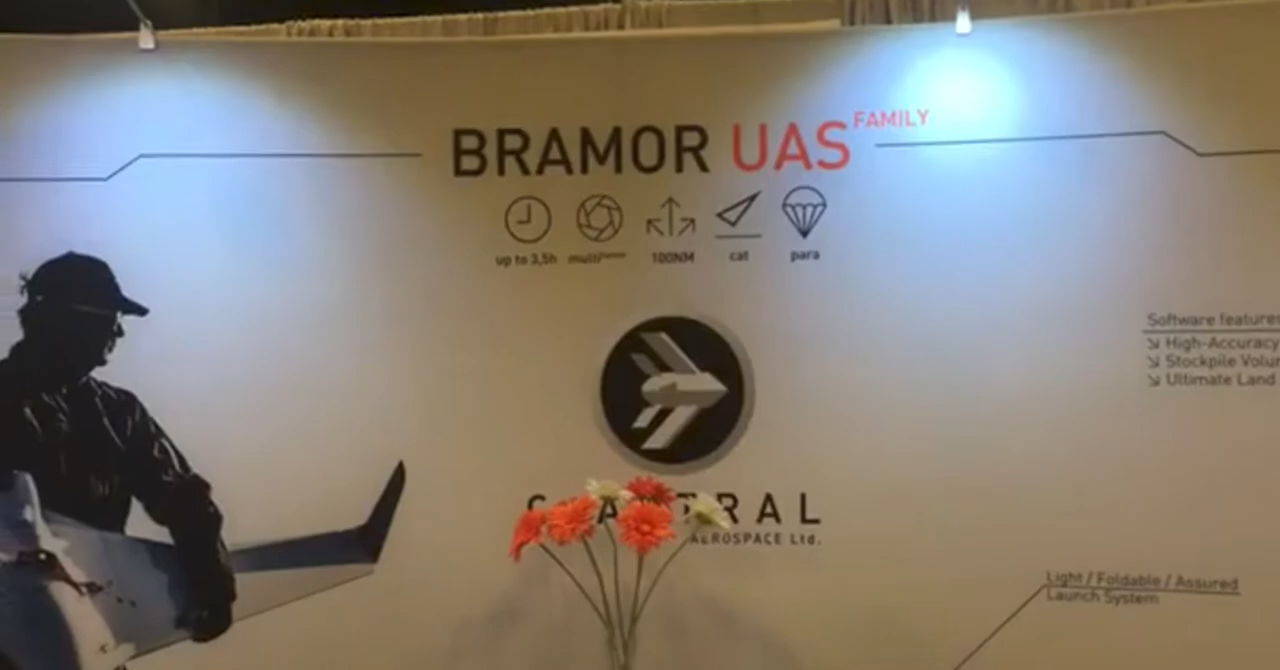 BRAMOR UAS FAMILY
up to 3,5h multi 100NM cat para
Software features
High-Accuracy
Stockpile
Ultimate Land
AEROSPACE Ltd.
Light / Foldable / Assured
Launch System